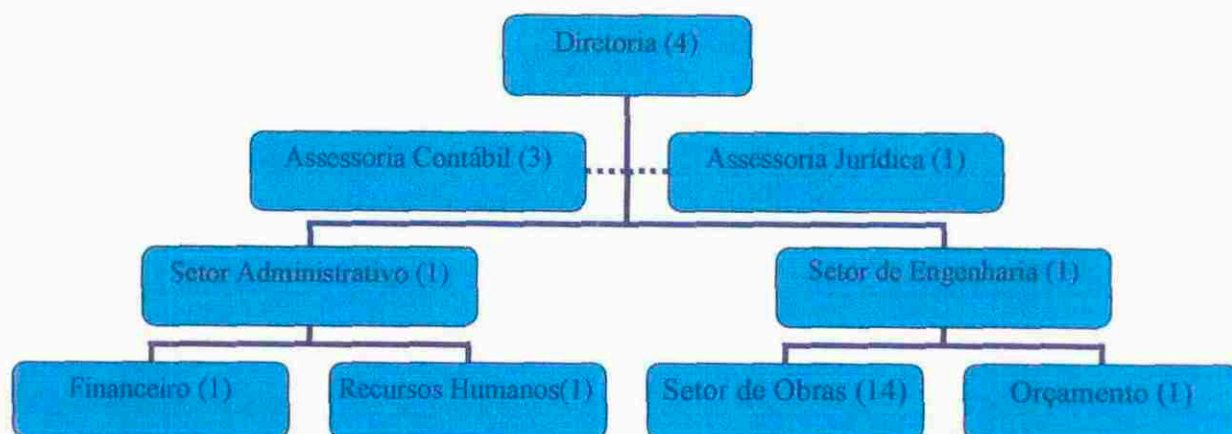 Diretoria (4)
Assessoria Contábil (3)
Assessoria Jurídica (1)
Setor Administrativo (1)
Setor de Engenharia (1)
Financeiro (1)
Recursos Humanos(1)
Setor de Obras (14)
Orçamento (1)